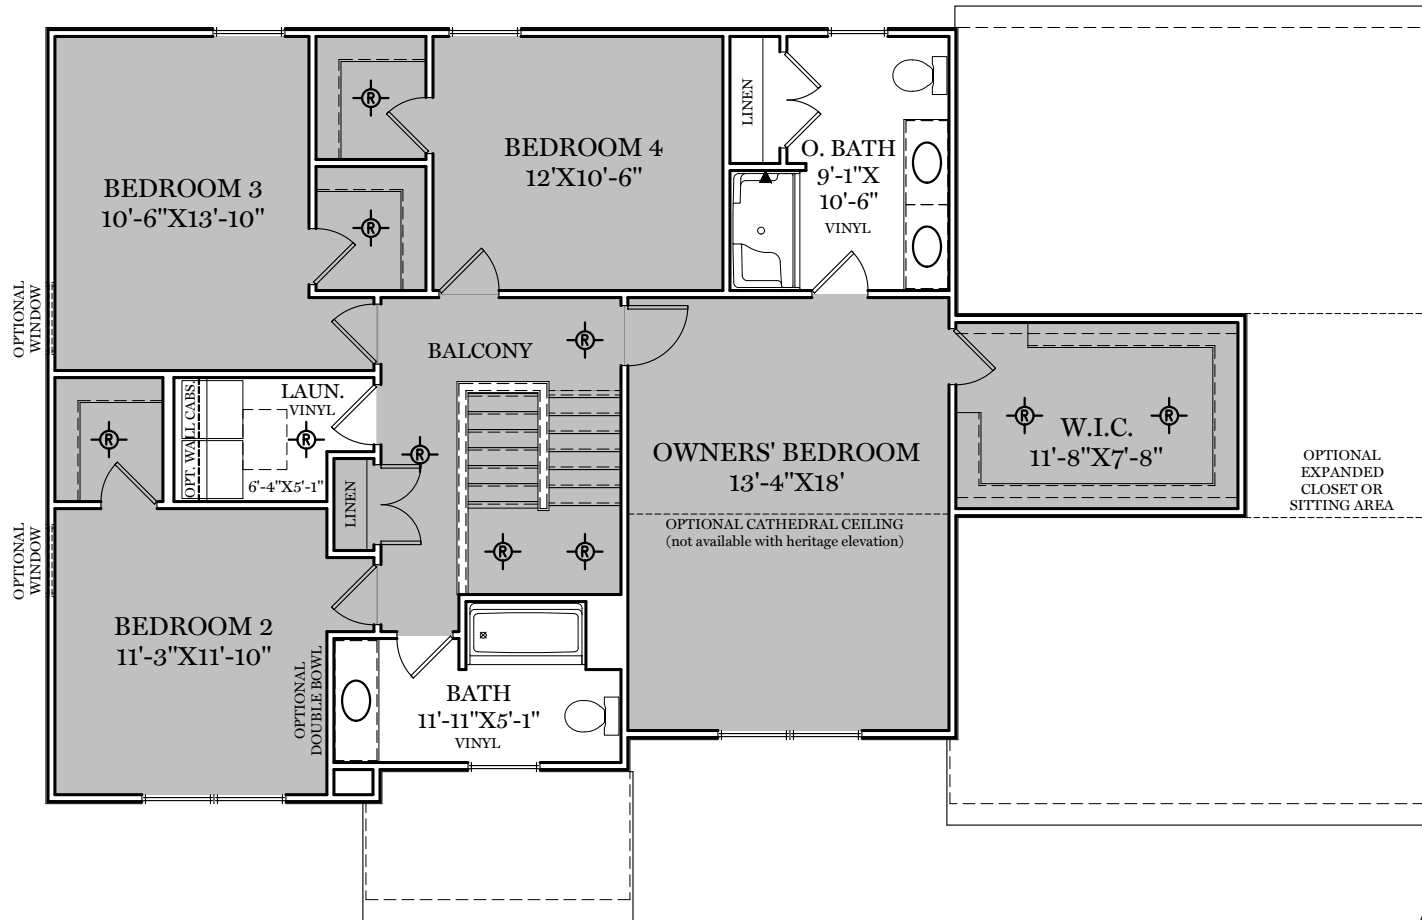 LINEN
O. BATH
9'-1"X
10'-6"
VINYL
BEDROOM 4
12'X10'-6"
BEDROOM 3
10'-6"X13'-10"
R
R
OPTIONAL
WINDOW
BALCONY
R
LAUN.
VINYL
OPT. WALL CABS.
R
R
6'-4"X5'-1"
R
LINEN
OWNERS' BEDROOM
13'-4"X18'
OPTIONAL CATHEDRAL CEILING
(not available with heritage elevation)
R
R
W.I.C.
11'-8"X7'-8"
OPTIONAL
EXPANDED
CLOSET OR
SITTING AREA
OPTIONAL
WINDOW
R
R
BEDROOM 2
11'-3"X11'-10"
OPTIONAL
DOUBLE BOWL
BATH
11'-11"X5'-1"
VINYL